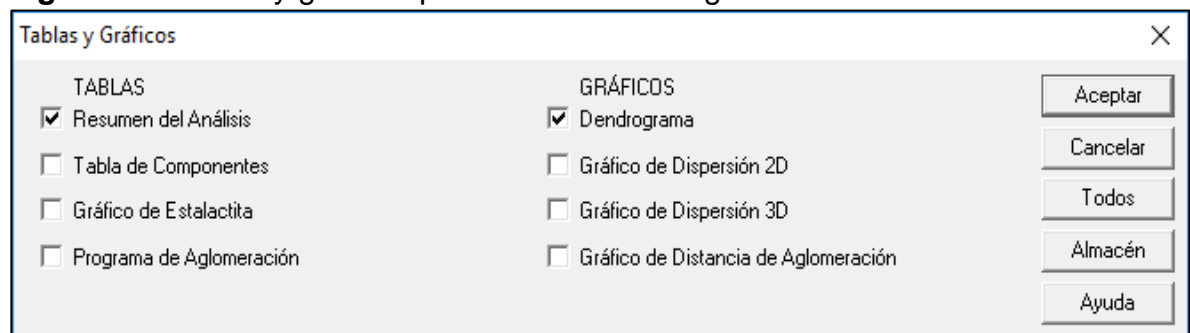 Tablas y Gráficos
TABLAS
Resumen del Análisis
Tabla de Componentes
Gráfico de Estalactita
Programa de Aglomeración
GRÁFICOS
Dendrograma
Gráfico de Dispersión 2D
Gráfico de Dispersión 3D
Gráfico de Distancia de Aglomeración
Aceptar
Cancelar
Todos
Almacén
Ayuda